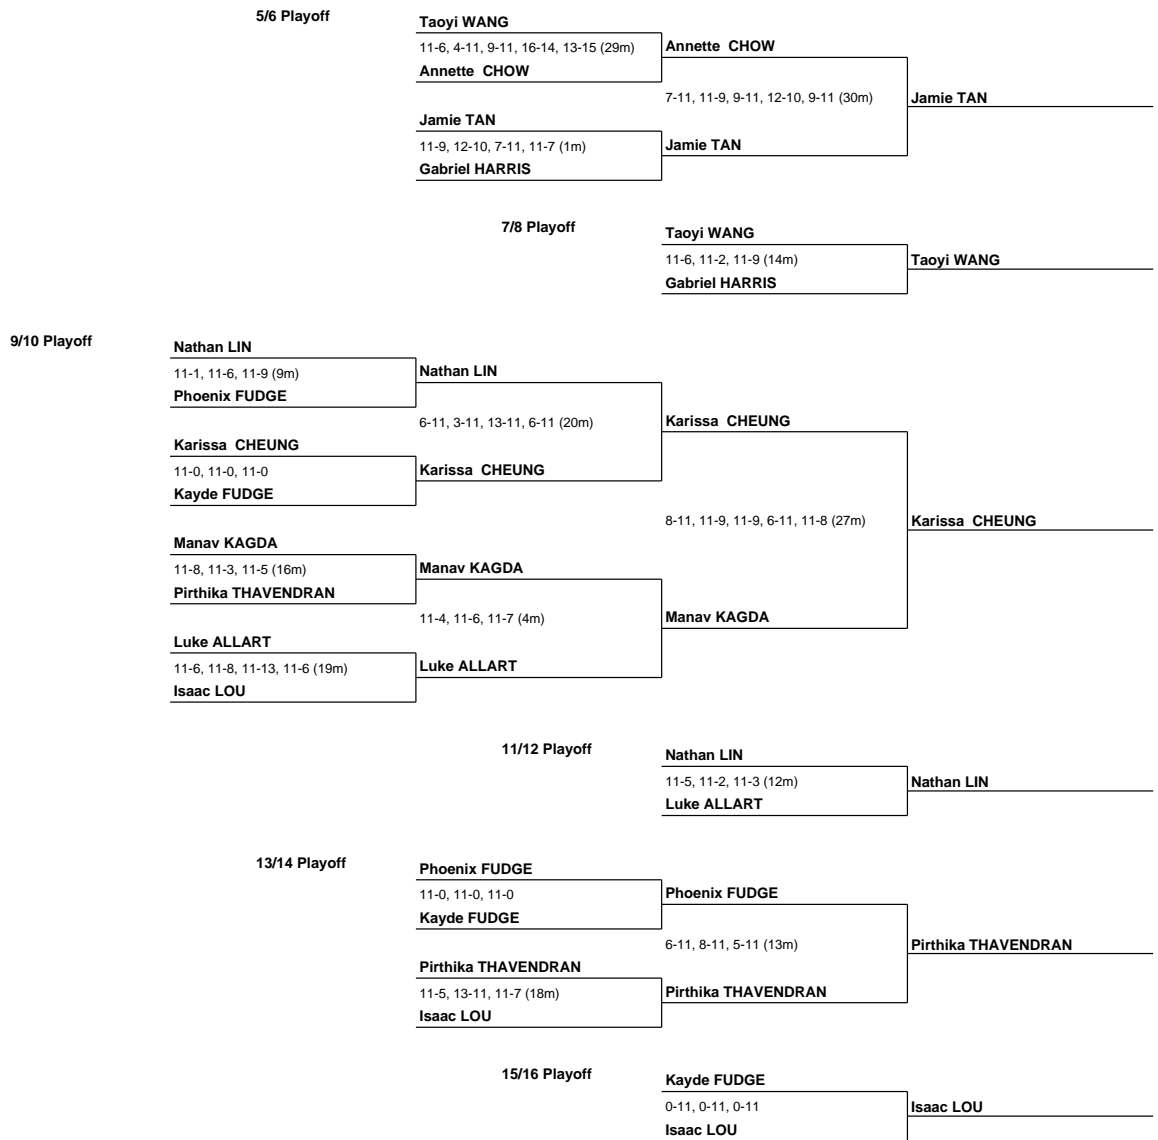 5/6 Playoff
Taoyi WANG
11-6, 4-11, 9-11, 16-14, 13-15 (29m)
Annette  CHOW
Annette  CHOW
7-11, 11-9, 9-11, 12-10, 9-11 (30m)
Jamie TAN
Jamie TAN
11-9, 12-10, 7-11, 11-7 (1m)
Jamie TAN
Gabriel HARRIS
7/8 Playoff
Taoyi WANG
11-6, 11-2, 11-9 (14m)
Taoyi WANG
Gabriel HARRIS
9/10 Playoff
Nathan LIN
11-1, 11-6, 11-9 (9m)
Nathan LIN
Phoenix FUDGE
6-11, 3-11, 13-11, 6-11 (20m)
Karissa  CHEUNG
Karissa  CHEUNG
11-0, 11-0, 11-0
Karissa  CHEUNG
Kayde FUDGE
8-11, 11-9, 11-9, 6-11, 11-8 (27m)
Karissa  CHEUNG
Manav KAGDA
11-8, 11-3, 11-5 (16m)
Manav KAGDA
Pirthika THAVENDRAN
11-4, 11-6, 11-7 (4m)
Manav KAGDA
Luke ALLART
11-6, 11-8, 11-13, 11-6 (19m)
Luke ALLART
Isaac LOU
11/12 Playoff
Nathan LIN
11-5, 11-2, 11-3 (12m)
Nathan LIN
Luke ALLART
13/14 Playoff
Phoenix FUDGE
11-0, 11-0, 11-0
Phoenix FUDGE
Kayde FUDGE
6-11, 8-11, 5-11 (13m)
Pirthika THAVENDRAN
Pirthika THAVENDRAN
11-5, 13-11, 11-7 (18m)
Pirthika THAVENDRAN
Isaac LOU
15/16 Playoff
Kayde FUDGE
0-11, 0-11, 0-11
Isaac LOU
Isaac LOU